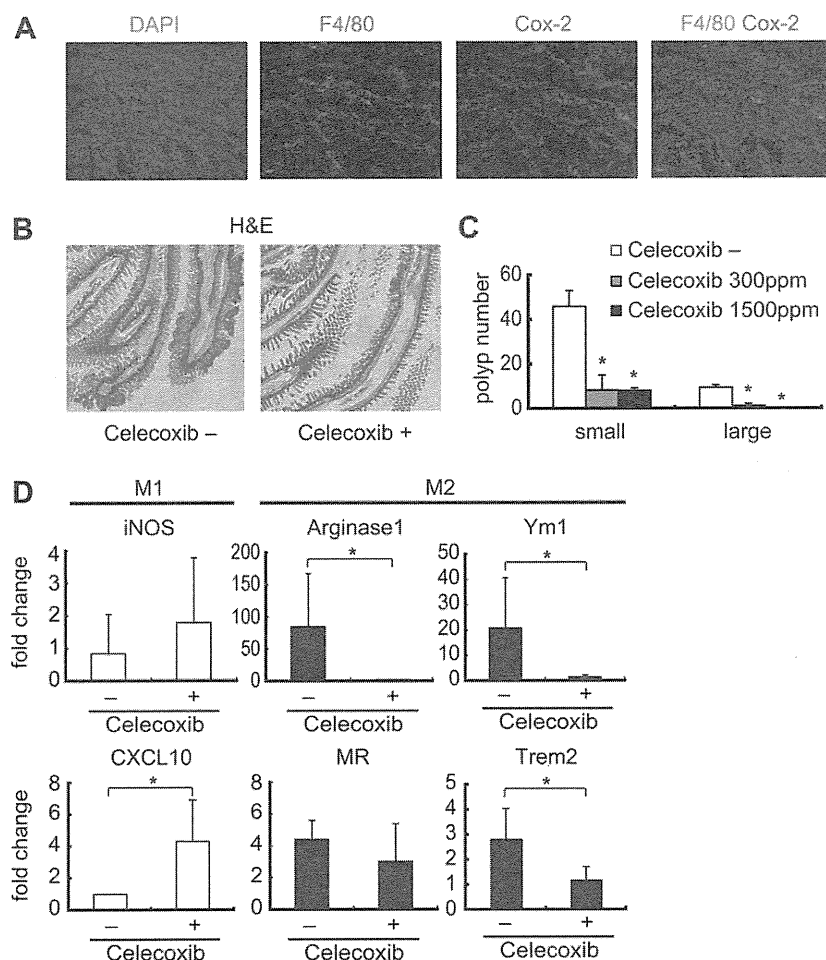 A
DAPI
F4/80
Cox-2
F4/80 Cox-2
B
H&E
Celecoxib –
Celecoxib +
C
Celecoxib –
Celecoxib 300ppm
Celecoxib 1500ppm
polyp number
60
40
20
0
* *
* *
small
large
D
M1
M2
iNOS
Arginase1
Ym1
fold change
4
3
2
1
0
– +
Celecoxib
200
150
100
50
0
*
– +
Celecoxib
50
40
30
20
10
0
*
– +
Celecoxib
CXCL10
MR
Trem2
fold change
8
6
4
2
0
*
– +
Celecoxib
8
6
4
2
0
– +
Celecoxib
5
4
3
2
1
0
*
– +
Celecoxib